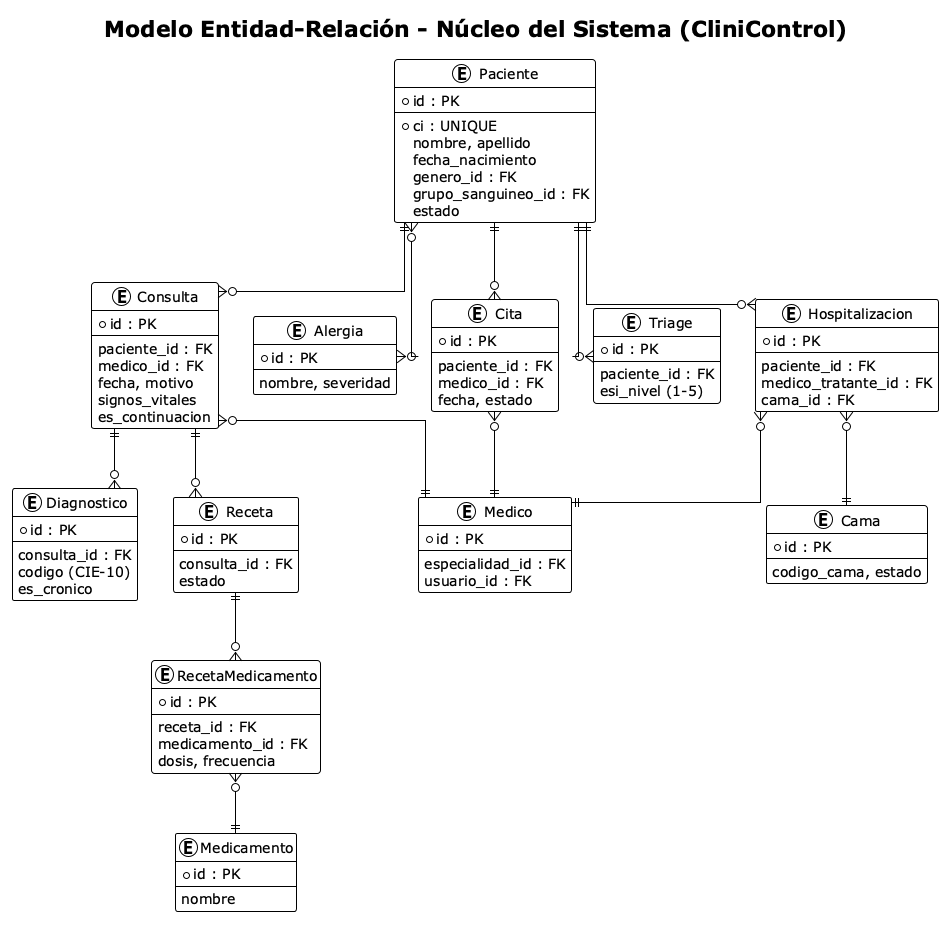 Modelo Entidad-Relación - Núcleo del Sistema (CliniControl)
E Paciente
id : PK
ci : UNIQUE
nombre, apellido
fecha_nacimiento
genero_id : FK
grupo_sanguineo_id : FK
estado
E Consulta
id : PK
paciente_id : FK
medico_id : FK
fecha, motivo
signos_vitales
es_continuacion
E Alergia
id : PK
nombre, severidad
E Cita
id : PK
paciente_id : FK
medico_id : FK
fecha, estado
E Triage
id : PK
paciente_id : FK
esi_nivel (1-5)
E Hospitalizacion
id : PK
paciente_id : FK
medico_tratante_id : FK
cama_id : FK
E Diagnostico
id : PK
consulta_id : FK
codigo (CIE-10)
es_cronico
E Receta
id : PK
consulta_id : FK
estado
E Medico
id : PK
especialidad_id : FK
usuario_id : FK
E Cama
id : PK
codigo_cama, estado
E RecetaMedicamento
id : PK
receta_id : FK
medicamento_id : FK
dosis, frecuencia
E Medicamento
id : PK
nombre